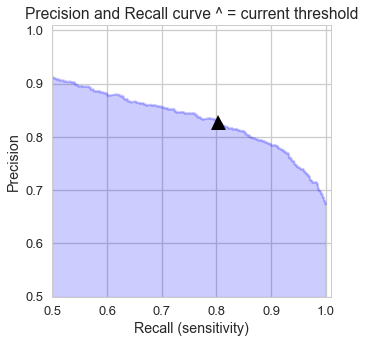 Precision and Recall curve ^ = current threshold
1.0
0.9
0.8
0.7
0.6
0.5
Precision
0.5 0.6 0.7 0.8 0.9 1.0
Recall (sensitivity)